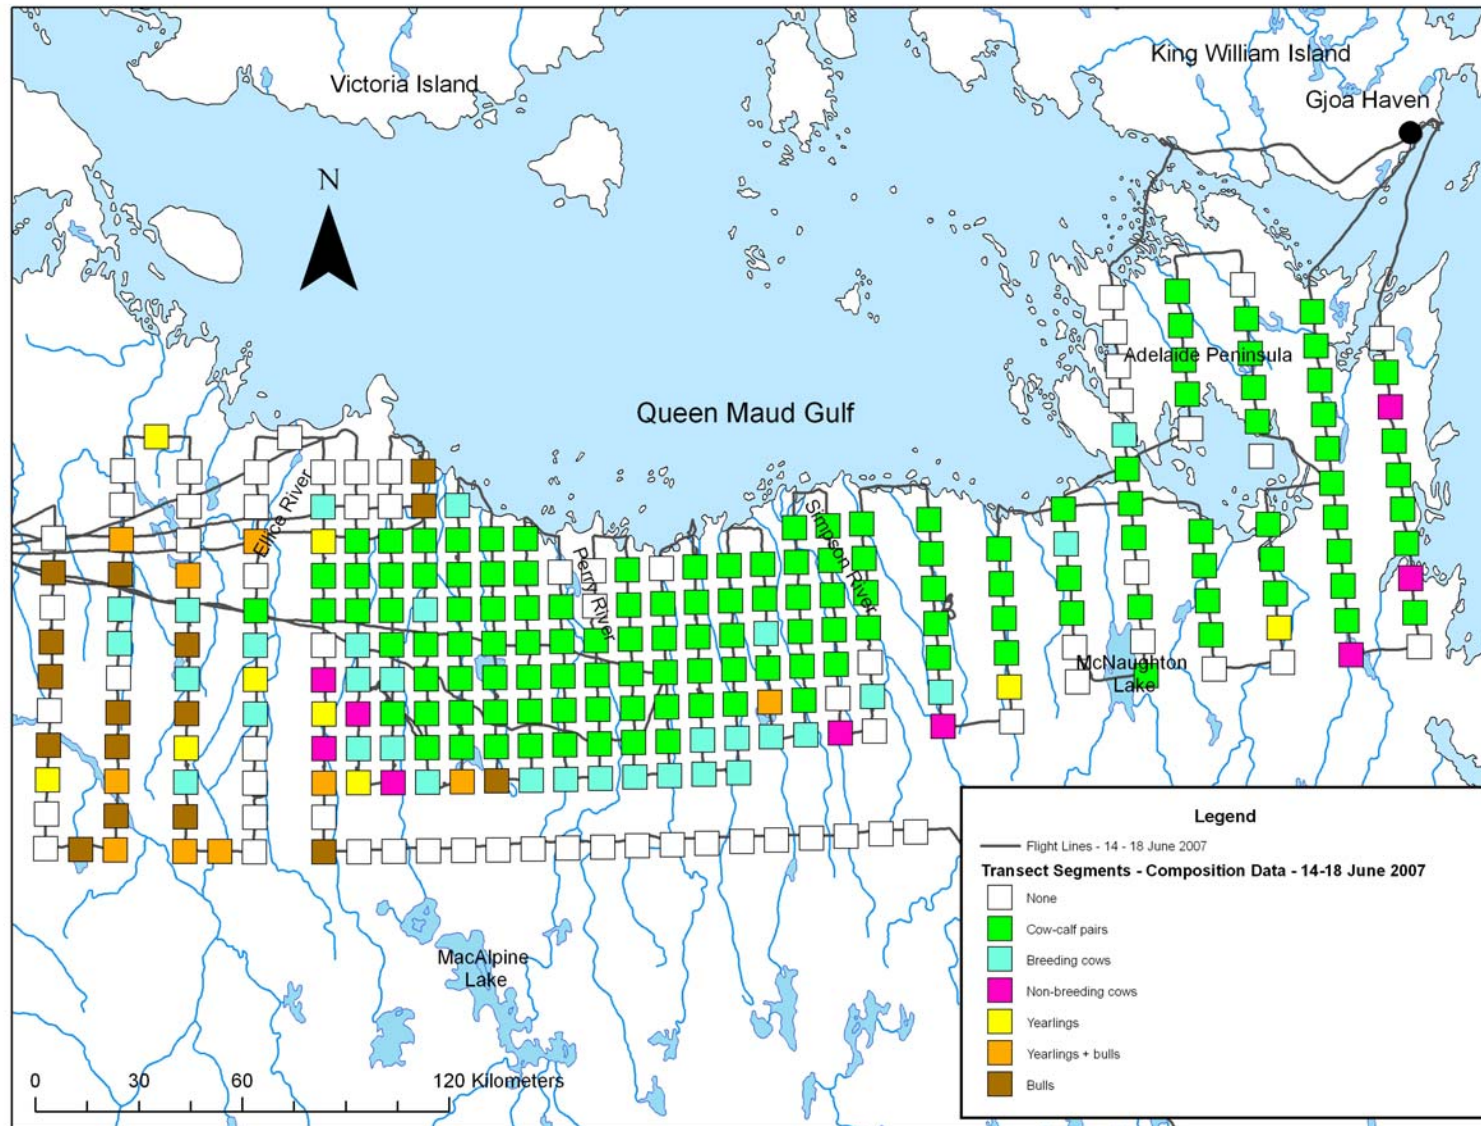 King William Island
Victoria Island
Gjoa Haven
N
Adelaide Peninsula
Queen Maud Gulf
Ellice River
Perry River
Simpson River
McNaughton
Lake
MacAlpine
Lake
0 30 60 120 Kilometers
Legend
Flight Lines - 14 - 18 June 2007
Transect Segments - Composition Data - 14-18 June 2007
None
Cow-calf pairs
Breeding cows
Non-breeding cows
Yearlings
Yearlings + bulls
Bulls